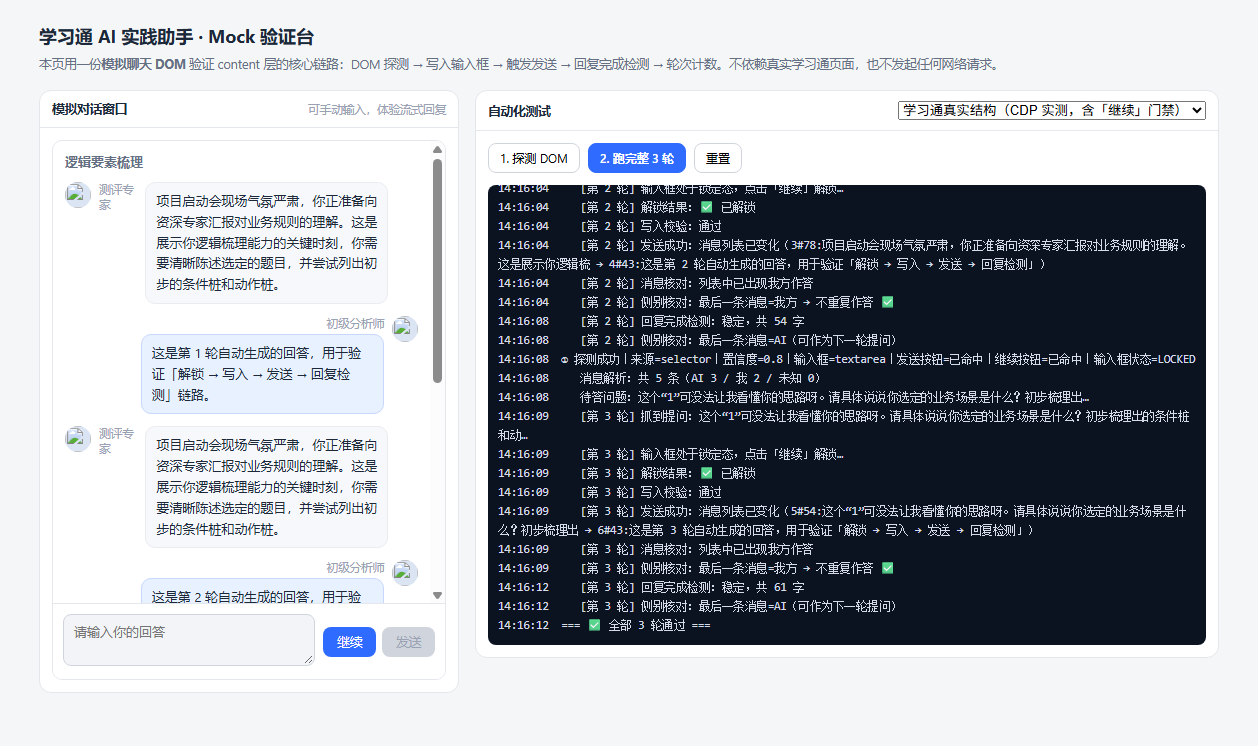 学习通 AI 实践助手 · Mock 验证台
本页用一份模拟聊天 DOM 验证 content 层的核心链路：DOM 探测 → 写入输入框 → 触发发送 → 回复完成检测 → 轮次计数。不依赖真实学习通页面，也不发起任何网络请求。
模拟对话窗口
可手动输入，体验流式回复
逻辑要素梳理
测评专
家
项目启动会现场气氛严肃，你正准备向
资深专家汇报对业务规则的理解。这是
展示你逻辑梳理能力的关键时刻，你需
要清晰陈述选定的题目，并尝试列出初
步的条件桩和动作桩。
初级分析师
这是第 1 轮自动生成的回答，用于验
证「解锁 → 写入 → 发送 → 回复检
测」链路。
测评专
家
项目启动会现场气氛严肃，你正准备向
资深专家汇报对业务规则的理解。这是
展示你逻辑梳理能力的关键时刻，你需
要清晰陈述选定的题目，并尝试列出初
步的条件桩和动作桩。
初级分析师
这是第 2 轮自动生成的回答，用于验
请输入你的回答
继续
发送
自动化测试
学习通真实结构（CDP 实测，含「继续」门禁）
1. 探测 DOM
2. 跑完整 3 轮
重置
14:16:04 [第 2 轮] 输入框处于锁定态，点击「继续」解锁…
14:16:04 [第 2 轮] 解锁结果：✅ 已解锁
14:16:04 [第 2 轮] 写入校验：通过
14:16:04 [第 2 轮] 发送成功：消息列表已变化（3#78:项目启动会现场气氛严肃，你正准备向资深专家汇报对业务规则的理解。
这是展示你逻辑梳 → 4#43:这是第 2 轮自动生成的回答，用于验证「解锁 → 写入 → 发送 → 回复检测」）
14:16:04 [第 2 轮] 消息核对：列表中已出现我方作答
14:16:04 [第 2 轮] 侧别核对：最后一条消息=我方 → 不重复作答 ✅
14:16:08 [第 2 轮] 回复完成检测：稳定，共 54 字
14:16:08 [第 2 轮] 侧别核对：最后一条消息=AI（可作为下一轮提问）
14:16:08 探测成功｜来源=selector｜置信度=0.8｜输入框=textarea｜发送按钮=已命中｜继续按钮=已命中｜输入框状态=LOCKED
14:16:08 消息解析：共 5 条（AI 3 / 我 2 / 未知 0）
14:16:08 待答问题：这个“1”可没法让我看懂你的思路呀。请具体说说你选定的业务场景是什么？初步梳理出…
14:16:09 [第 3 轮] 抓到提问：这个“1”可没法让我看懂你的思路呀。请具体说说你选定的业务场景是什么？初步梳理出的条件桩
和动…
14:16:09 [第 3 轮] 输入框处于锁定态，点击「继续」解锁…
14:16:09 [第 3 轮] 解锁结果：✅ 已解锁
14:16:09 [第 3 轮] 写入校验：通过
14:16:09 [第 3 轮] 发送成功：消息列表已变化（5#54:这个“1”可没法让我看懂你的思路呀。请具体说说你选定的业务场景是什
么？初步梳理出 → 6#43:这是第 3 轮自动生成的回答，用于验证「解锁 → 写入 → 发送 → 回复检测」）
14:16:09 [第 3 轮] 消息核对：列表中已出现我方作答
14:16:09 [第 3 轮] 侧别核对：最后一条消息=我方 → 不重复作答 ✅
14:16:12 [第 3 轮] 回复完成检测：稳定，共 61 字
14:16:12 [第 3 轮] 侧别核对：最后一条消息=AI（可作为下一轮提问）
14:16:12 === ✅ 全部 3 轮通过 ===